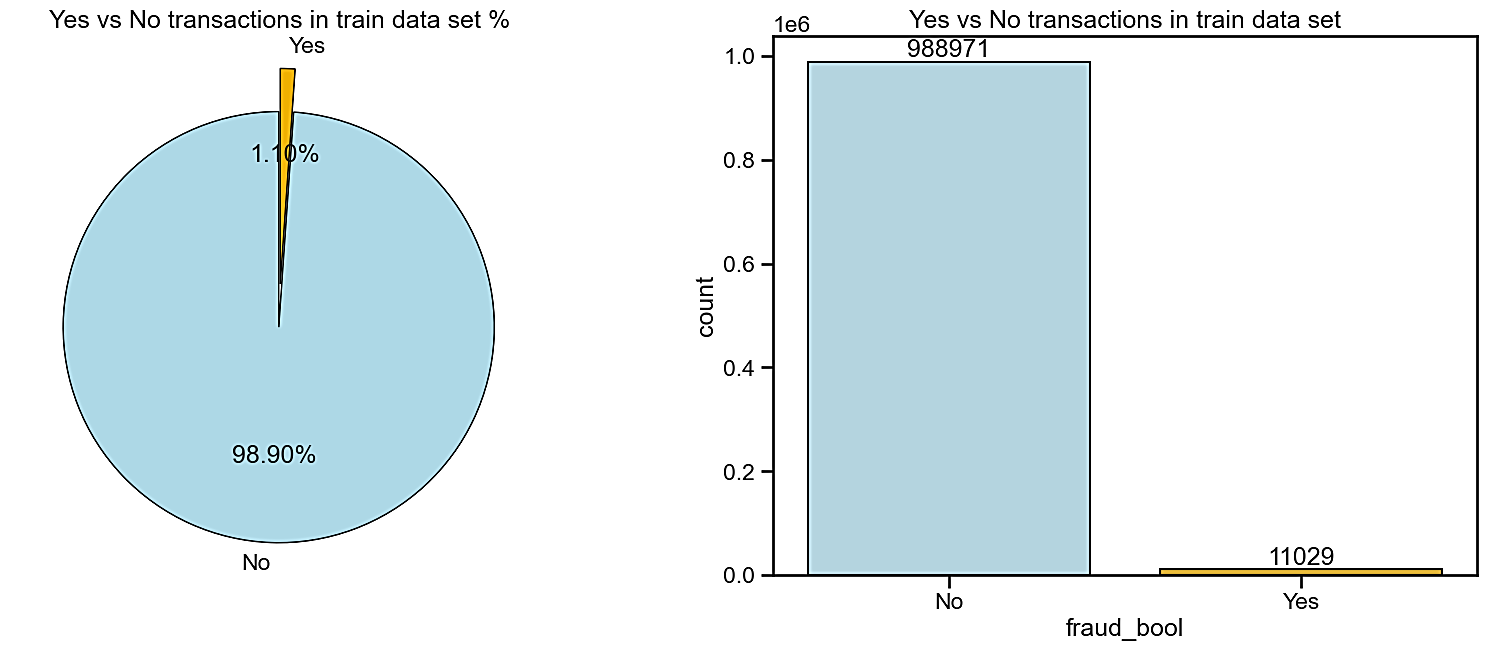 Yes vs No transactions in train data set %
Yes
1.10%
98.90%
No
Yes vs No transactions in train data set
1e6
988971
1.0
0.8
0.6
0.4
0.2
0.0
count
11029
No
Yes
fraud_bool